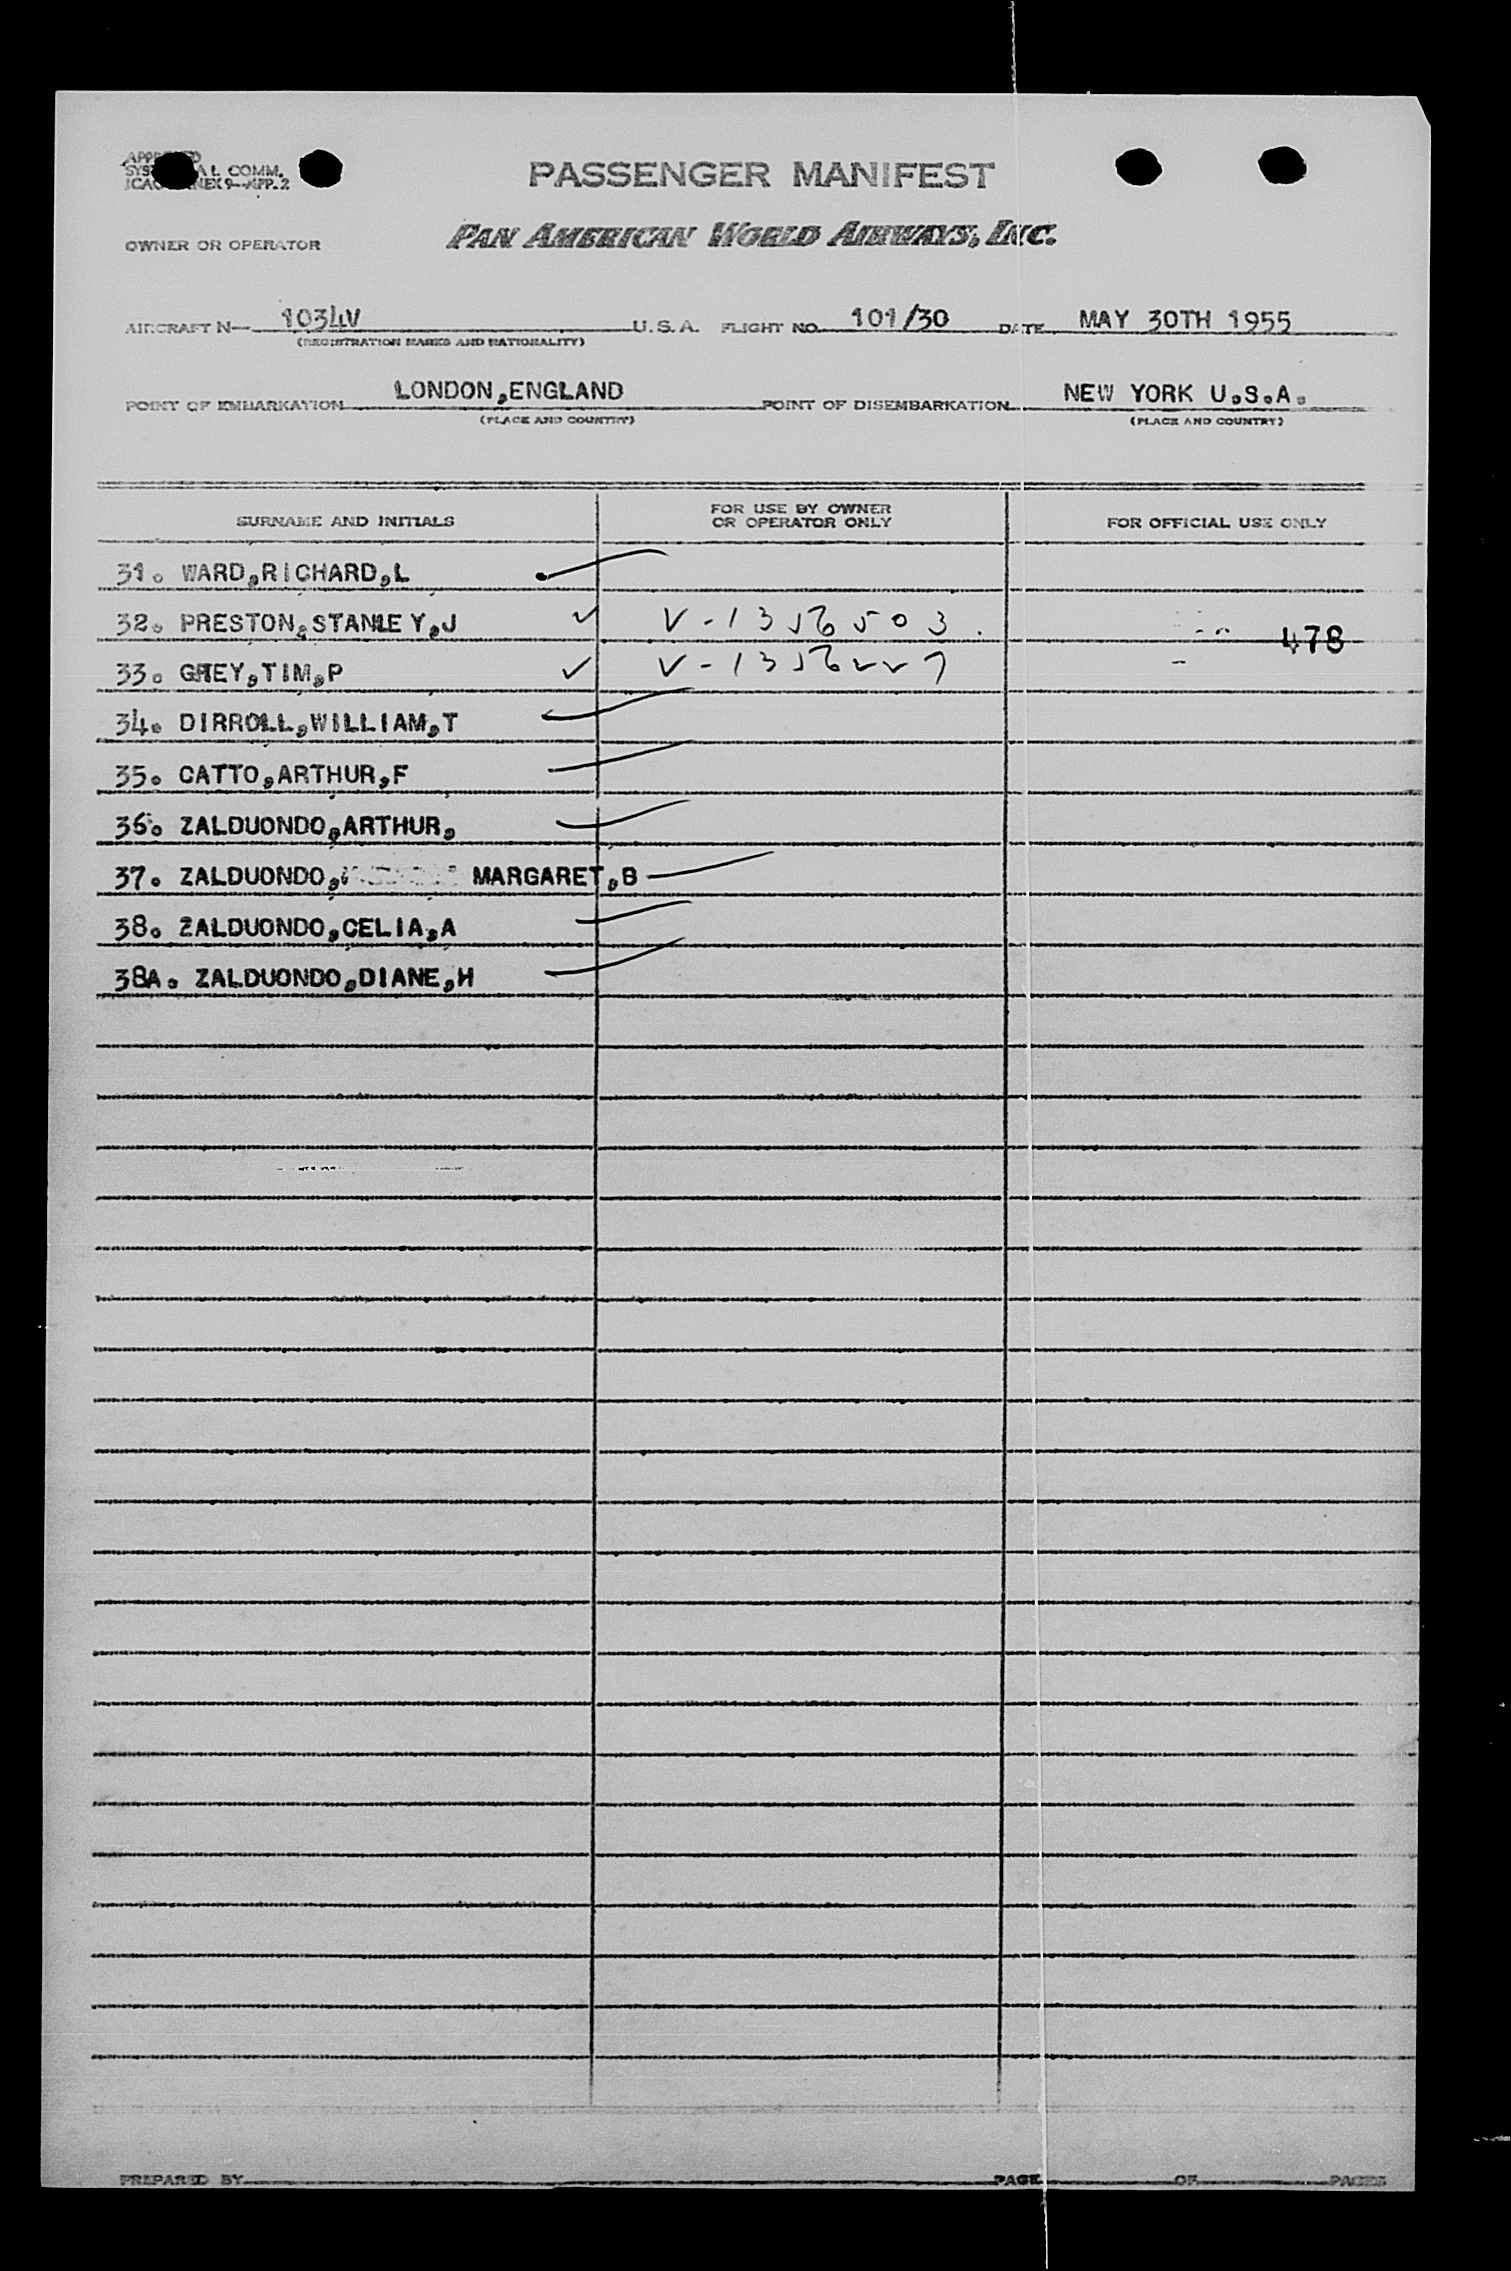 COMM.
PASSENGER MANIFEST
OWNER OR OPERATOR PAN AMERICAN WORLD AIRWAYS, INC.
AIRCRAFT N— 1034V U.S.A. FLIGHT NO. 101/30 DATE MAY 30TH 1955
(REGISTRATION MARKS AND NATIONALITY)
POINT OF EMBARKATION LONDON,ENGLAND POINT OF DISEMBARKATION NEW YORK U.S.A.
(PLACE AND COUNTRY) (PLACE AND COUNTRY)
SURNAME AND INITIALS FOR USE BY OWNER OR OPERATOR ONLY FOR OFFICIAL USE ONLY
31. WARD,RICHARD,L
32. PRESTON,STANLEY,J V-1356503 478
33. GREY,TIM,P
34. DIRROLL,WILLIAM,T
35. CATTO,ARTHUR,F
36. ZALDUONDO,ARTHUR,
37. ZALDUONDO, MARGARET,B
38. ZALDUONDO,CELIA,A
38A. ZALDUONDO,DIANE,H
PREPARED BY PAGE OF PAGES